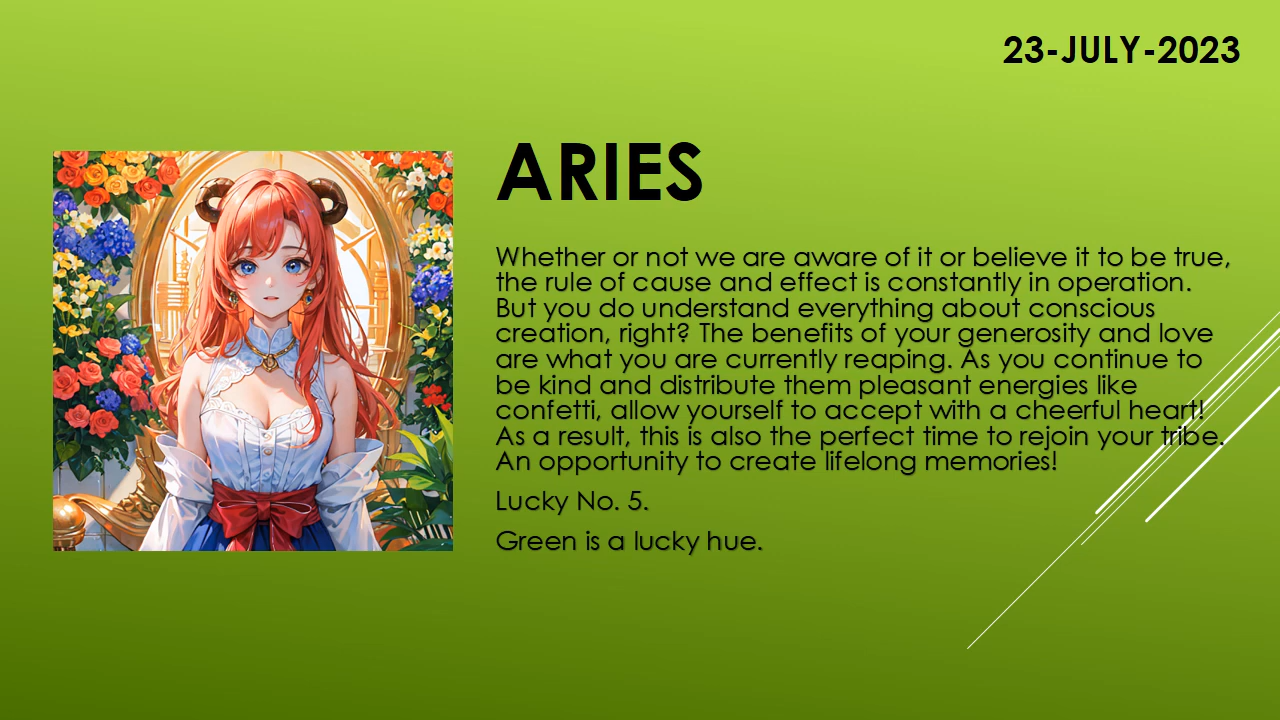 23-JULY-2023
ARIES
Whether or not we are aware of it or believe it to be true,
the rule of cause and effect is constantly in operation.
But you do understand everything about conscious
creation, right? The benefits of your generosity and love
are what you are currently reaping. As you continue to
be kind and distribute them pleasant energies like
confetti, allow yourself to accept with a cheerful heart!
As a result, this is also the perfect time to rejoin your tribe.
An opportunity to create lifelong memories!
Lucky No. 5.
Green is a lucky hue.